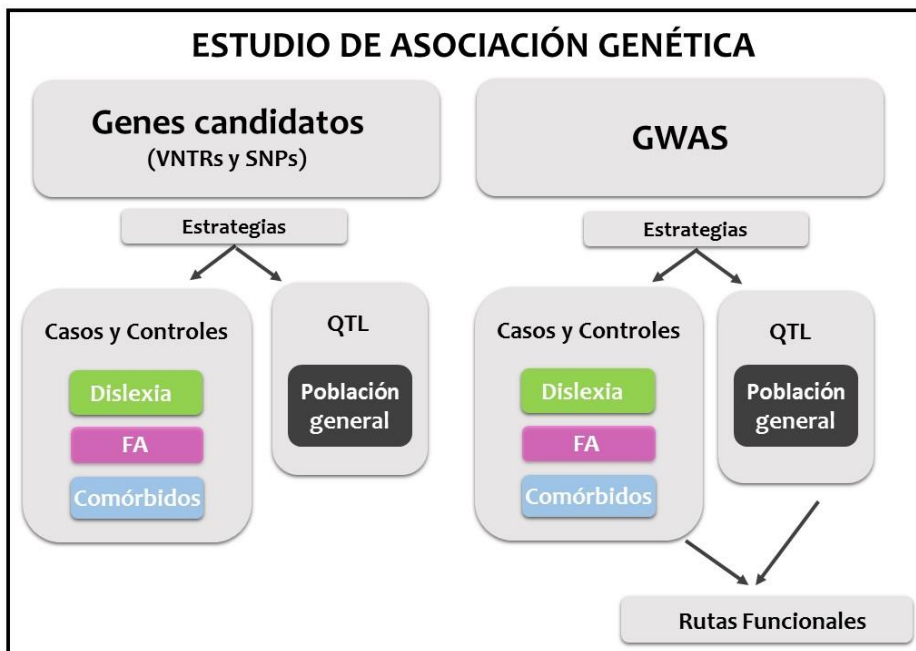 ESTUDIO DE ASOCIACIÓN GENÉTICA
Genes candidatos
(VNTRs y SNPs)
Estrategias
Casos y Controles
Dislexia
FA
Comórbidos
QTL
Población
general
GWAS
Estrategias
Casos y Controles
Dislexia
FA
Comórbidos
QTL
Población
general
Rutas Funcionales